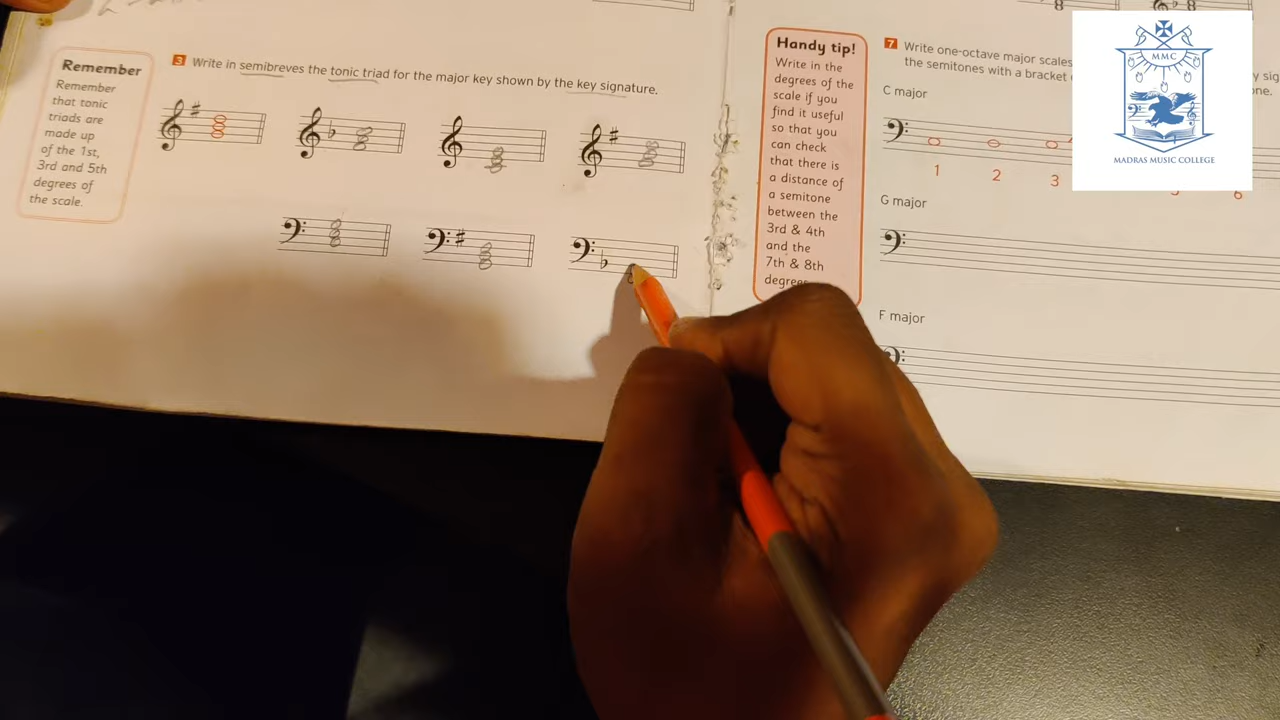 Remember
Remember
that tonic
triads are
made up
of the 1st,
3rd and 5th
degrees of
the scale.
3 Write in semibreves the tonic triad for the major key shown by the key signature.
Handy tip!
Write in the
degrees of the
scale if you
find it useful
so that you
can check
that there is
a distance of
a semitone
between the
3rd & 4th
and the
7th & 8th
7 Write one-octave major scales
the semitones with a bracket
one.
C major
1 2 3 6
G major
F major
MMC
MADRAS MUSIC COLLEGE